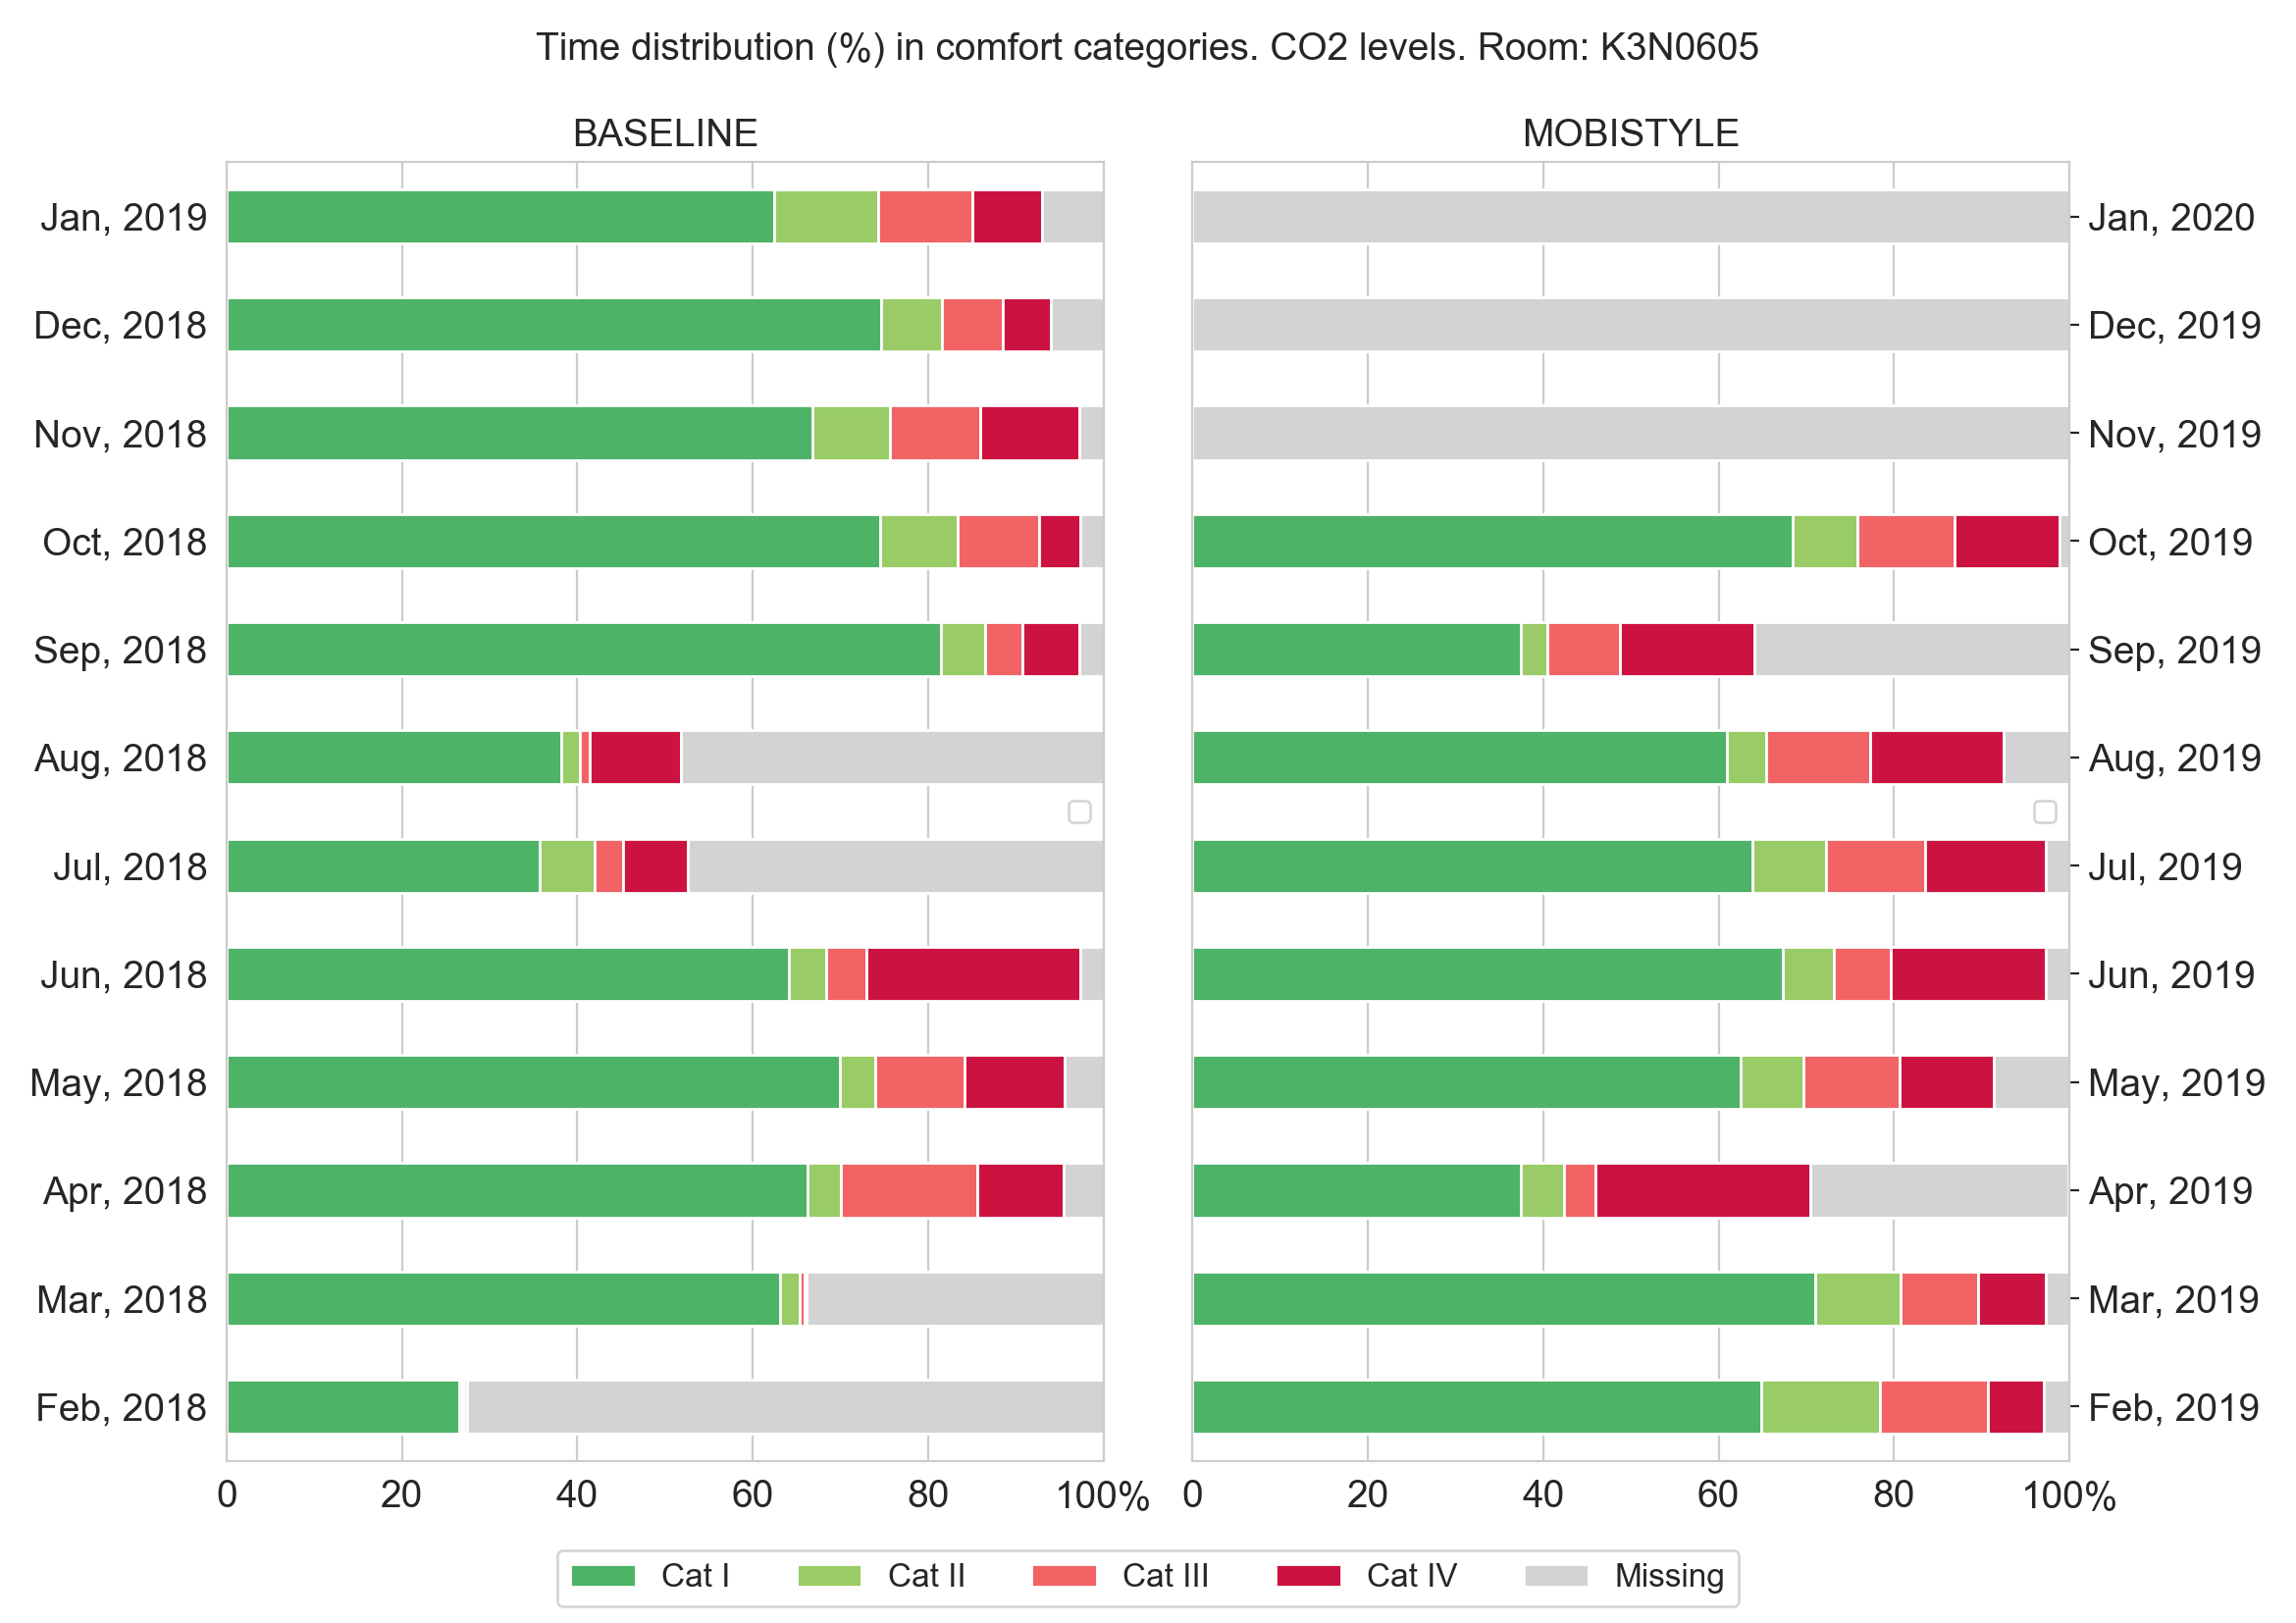 Time distribution (%) in comfort categories. CO2 levels. Room: K3N0605
BASELINE
MOBISTYLE
Jan, 2019
Dec, 2018
Nov, 2018
Oct, 2018
Sep, 2018
Aug, 2018
Jul, 2018
Jun, 2018
May, 2018
Apr, 2018
Mar, 2018
Feb, 2018
0 20 40 60 80 100%
Jan, 2020
Dec, 2019
Nov, 2019
Oct, 2019
Sep, 2019
Aug, 2019
Jul, 2019
Jun, 2019
May, 2019
Apr, 2019
Mar, 2019
Feb, 2019
0 20 40 60 80 100%
Cat I Cat II Cat III Cat IV Missing